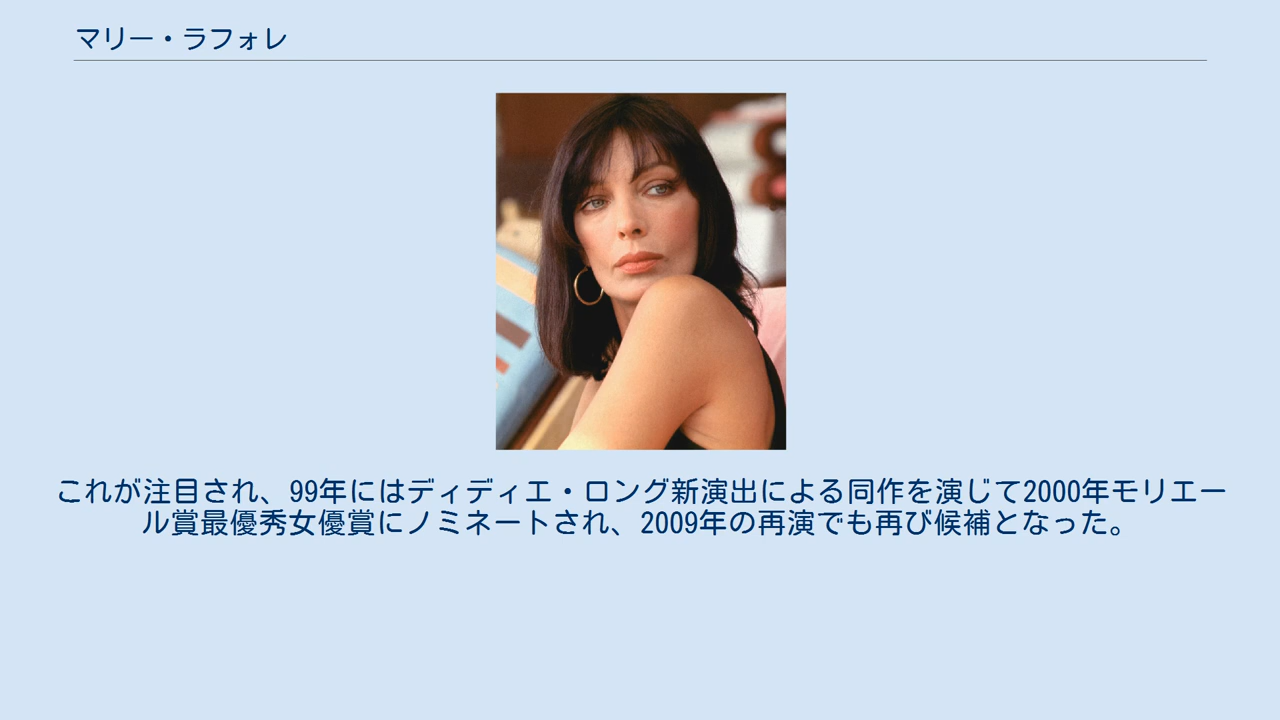 マリー・ラフォレ
これが注目され、99年にはディディエ・ロング新演出による同作を演じて2000年モリエー
ル賞最優秀女優賞にノミネートされ、2009年の再演でも再び候補となった。